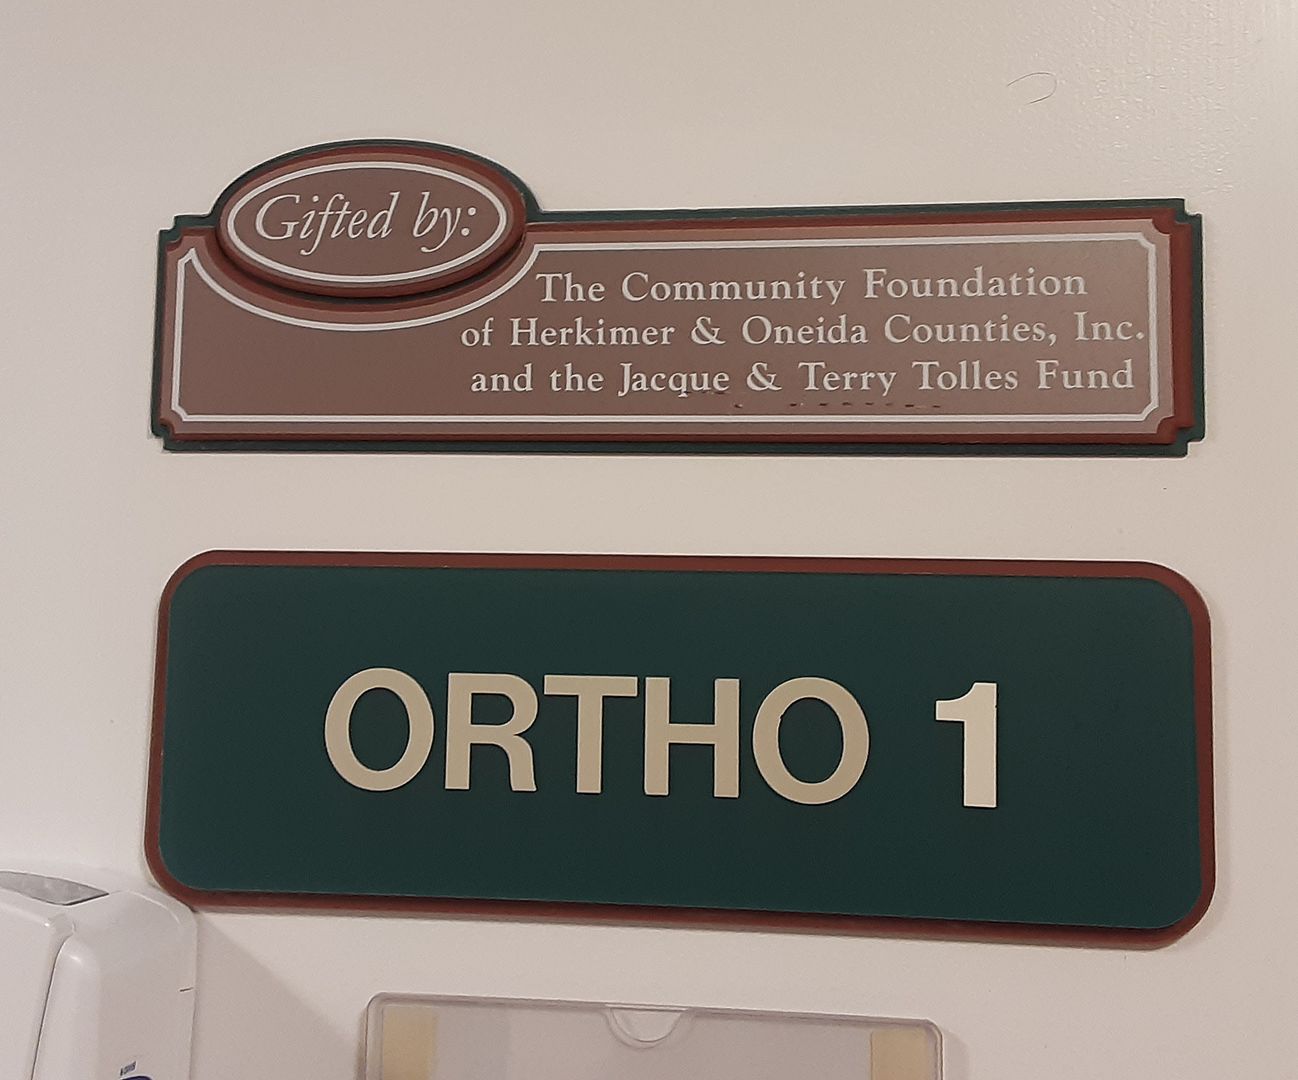 Gifted by:
The Community Foundation
of Herkimer & Oneida Counties, Inc.
and the Jacque & Terry Tolles Fund
ORTHO 1